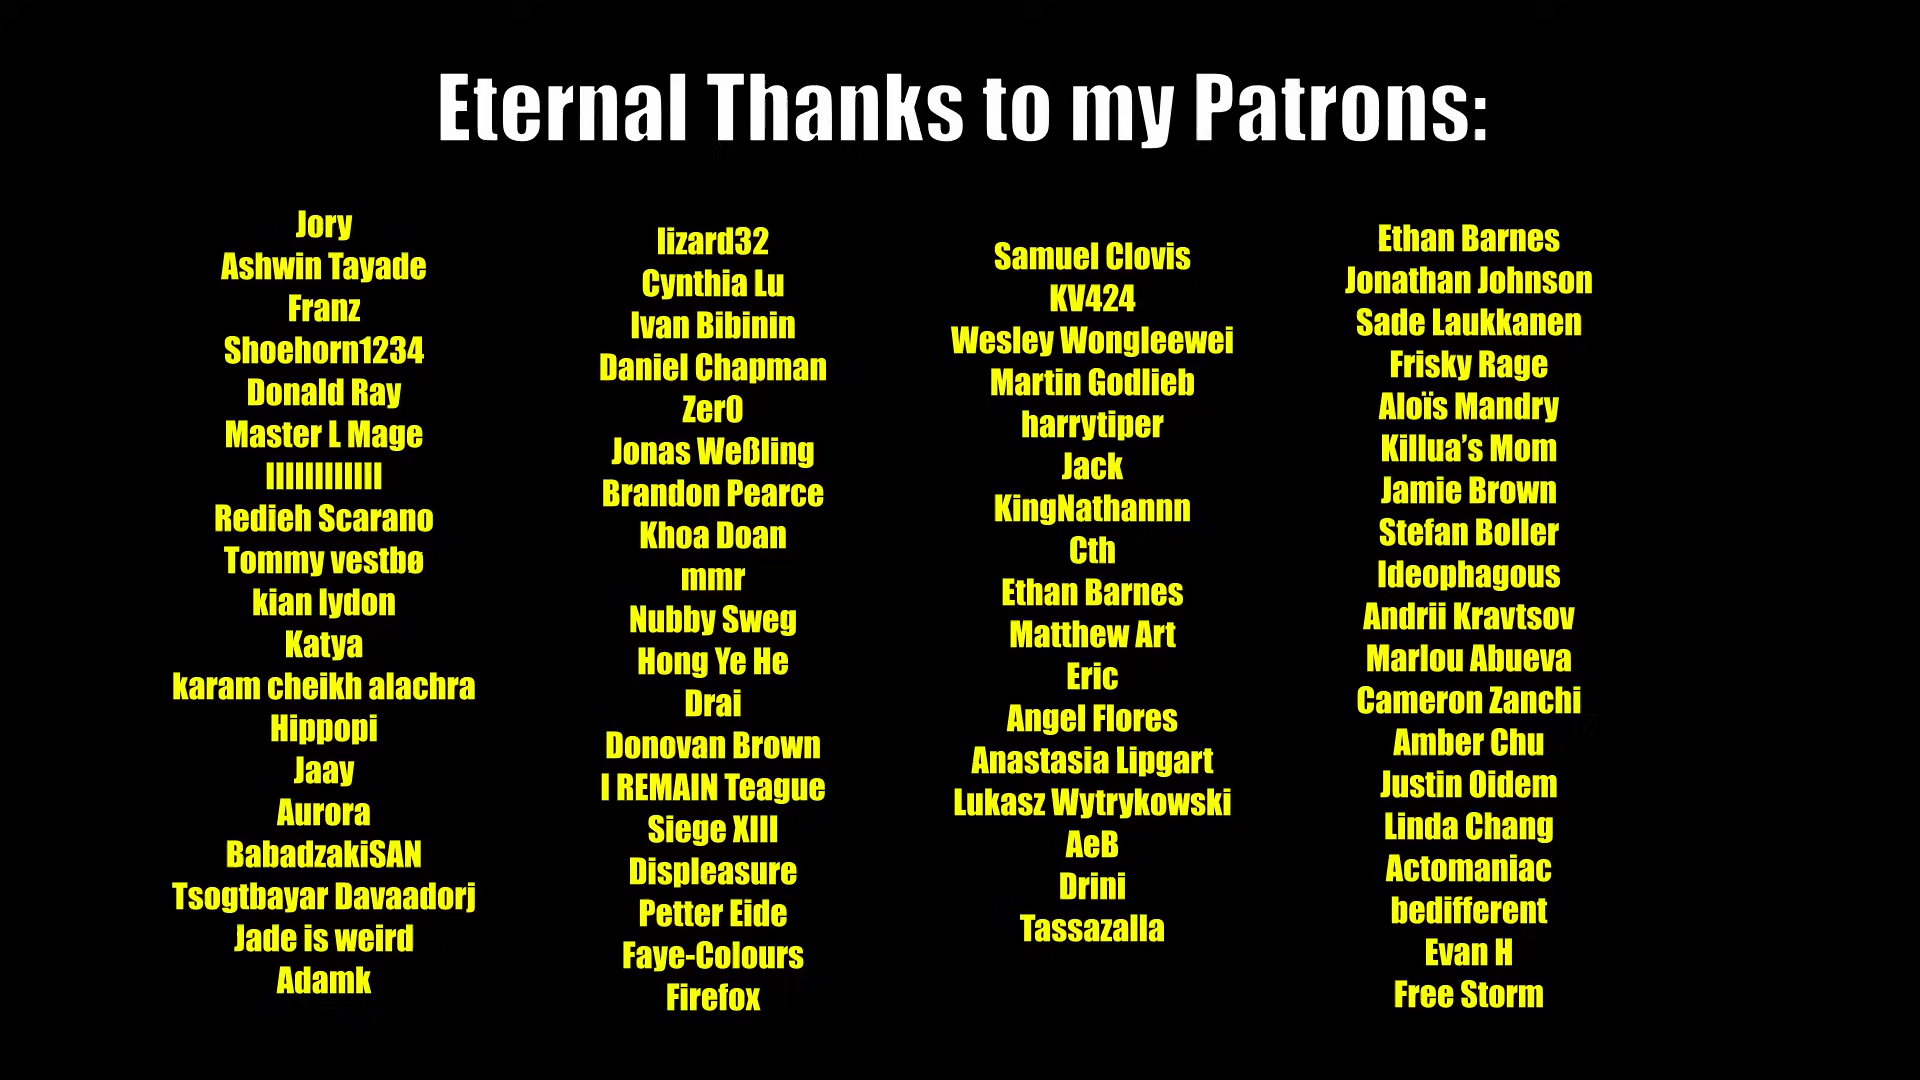 Eternal Thanks to my Patrons:
Jory
Ashwin Tayade
Franz
Shoehorn1234
Donald Ray
Master L Mage
llllllllllll
Redieh Scarano
Tommy vestbø
kian lydon
Katya
karam cheikh alachra
Hippopi
Jaay
Aurora
BabadzakiSAN
Tsogtbayar Davaadorj
Jade is weird
Adamk
lizard32
Cynthia Lu
Ivan Bibinin
Daniel Chapman
Zer0
Jonas Weßling
Brandon Pearce
Khoa Doan
mmr
Nubby Sweg
Hong Ye He
Drai
Donovan Brown
I REMAIN Teague
Siege XIII
Displeasure
Petter Eide
Faye-Colours
Firefox
Samuel Clovis
KV424
Wesley Wongleewei
Martin Godlieb
harrytiper
Jack
KingNathannn
Cth
Ethan Barnes
Matthew Art
Eric
Angel Flores
Anastasia Lipgart
Lukasz Wytrykowski
AeB
Drini
Tassazalla
Ethan Barnes
Jonathan Johnson
Sade Laukkanen
Frisky Rage
Aloïs Mandry
Killua’s Mom
Jamie Brown
Stefan Boller
Ideophagous
Andrii Kravtsov
Marlou Abueva
Cameron Zanchi
Amber Chu
Justin Oidem
Linda Chang
Actomaniac
bedifferent
Evan H
Free Storm